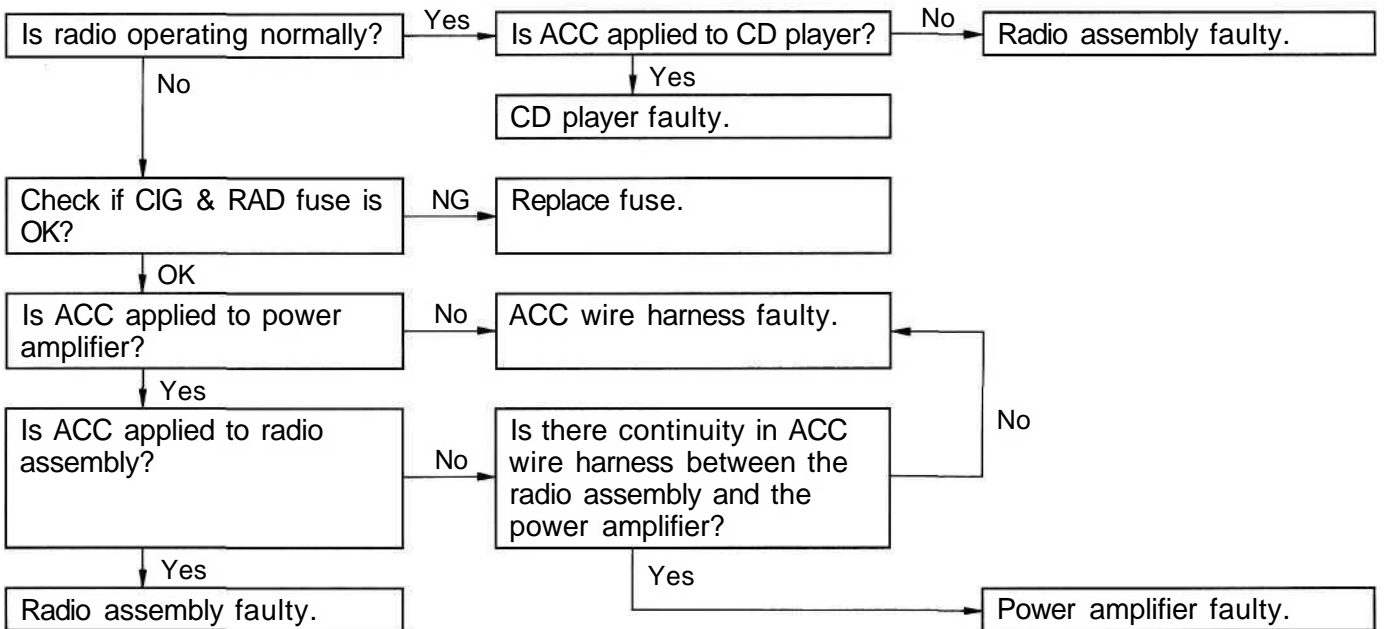 Is radio operating normally?
Yes
Is ACC applied to CD player?
No
Radio assembly faulty.
No
Yes
CD player faulty.
Check if CIG & RAD fuse is
OK?
NG
Replace fuse.
OK
Is ACC applied to power
amplifier?
No
ACC wire harness faulty.
Yes
Is ACC applied to radio
assembly?
No
Is there continuity in ACC
wire harness between the
radio assembly and the
power amplifier?
No
Yes
Radio assembly faulty.
Yes
Power amplifier faulty.